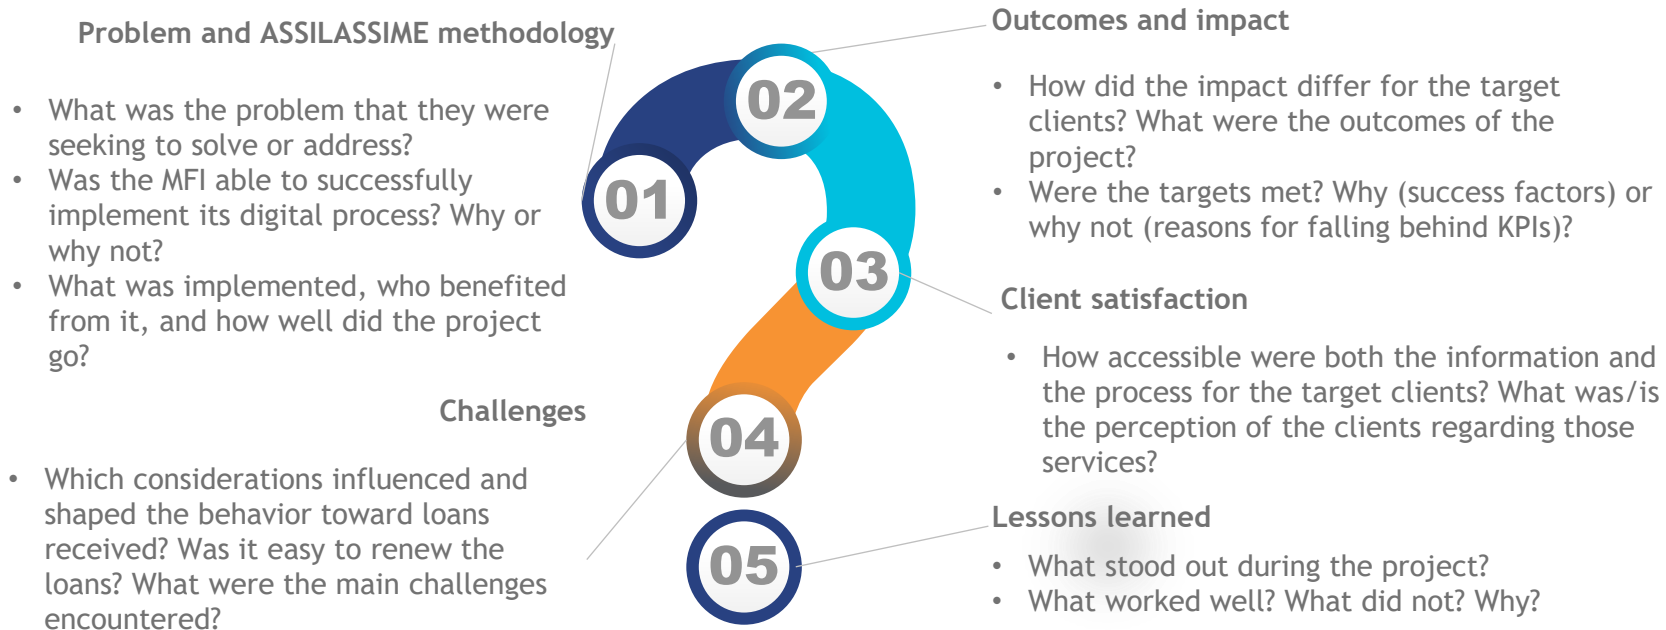 Problem and ASSILASSIME methodology
• What was the problem that they were
seeking to solve or address?
• Was the MFI able to successfully
implement its digital process? Why or
why not?
• What was implemented, who benefited
from it, and how well did the project
go?
01
02
Outcomes and impact
• How did the impact differ for the target
clients? What were the outcomes of the
project?
• Were the targets met? Why (success factors) or
why not (reasons for falling behind KPIs)?
03
Client satisfaction
• How accessible were both the information and
the process for the target clients? What was/is
the perception of the clients regarding those
services?
Challenges
04
• Which considerations influenced and
shaped the behavior toward loans
received? Was it easy to renew the
loans? What were the main challenges
encountered?
05
Lessons learned
• What stood out during the project?
• What worked well? What did not? Why?